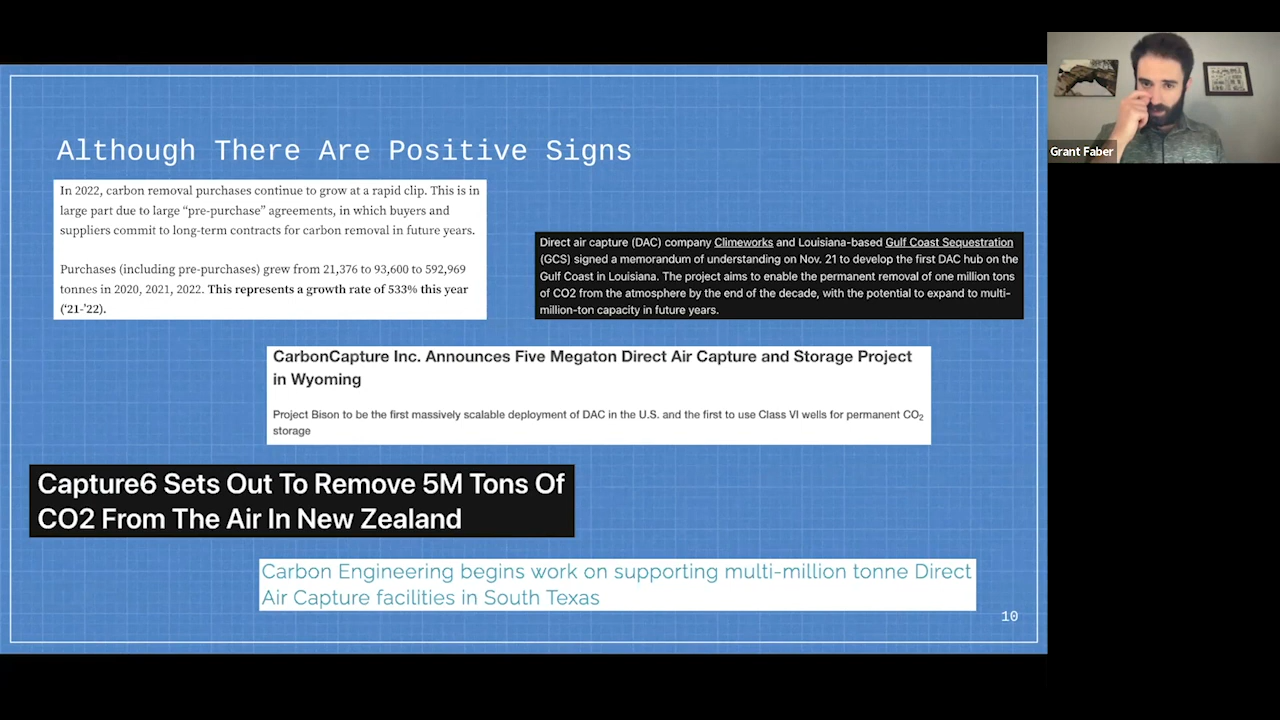 Although There Are Positive Signs
In 2022, carbon removal purchases continue to grow at a rapid clip. This is in
large part due to large “pre-purchase” agreements, in which buyers and
suppliers commit to long-term contracts for carbon removal in future years.
Purchases (including pre-purchases) grew from 21,376 to 93,600 to 592,969
tonnes in 2020, 2021, 2022. This represents a growth rate of 533% this year
(‘21-’22).
Direct air capture (DAC) company Climeworks and Louisiana-based Gulf Coast Sequestration
(GCS) signed a memorandum of understanding on Nov. 21 to develop the first DAC hub on the
Gulf Coast in Louisiana. The project aims to enable the permanent removal of one million tons
of CO2 from the atmosphere by the end of the decade, with the potential to expand to multi-
million-ton capacity in future years.
CarbonCapture Inc. Announces Five Megaton Direct Air Capture and Storage Project
in Wyoming
Project Bison to be the first massively scalable deployment of DAC in the U.S. and the first to use Class VI wells for permanent CO₂
storage
Capture6 Sets Out To Remove 5M Tons Of
CO2 From The Air In New Zealand
Carbon Engineering begins work on supporting multi-million tonne Direct
Air Capture facilities in South Texas
10
Grant Faber